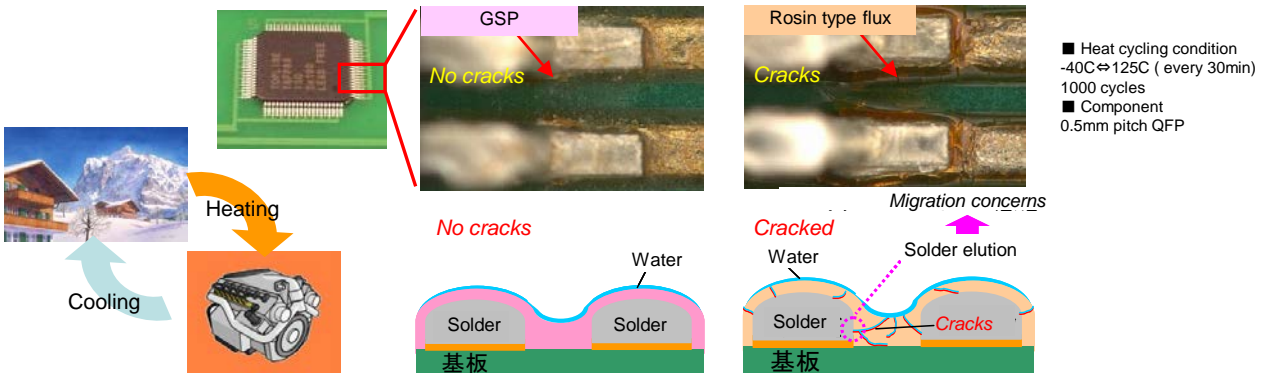 GSP
No cracks
Rosin type flux
Cracks
■ Heat cycling condition
-40C⇔125C ( every 30min)
1000 cycles
■ Component
0.5mm pitch QFP
Heating
Cooling
No cracks
Water
Solder
Solder
基板
Migration concerns
Cracked
Solder elution
Water
Solder
Cracks
基板